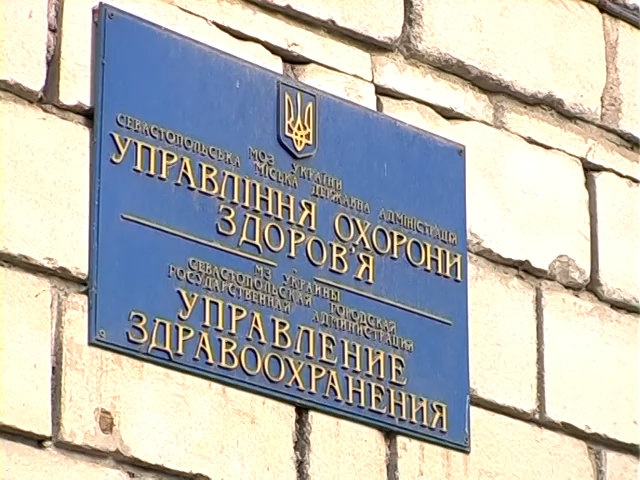 МОЗ УКРАЇНИ
СЕВАСТОПОЛЬСЬКА МІСЬКА ДЕРЖАВНА АДМІНІСТРАЦІЯ
УПРАВЛІННЯ ОХОРОНИ
ЗДОРОВ'Я
МЗ УКРАИНЫ
СЕВАСТОПОЛЬСКАЯ ГОРОДСКАЯ
ГОСУДАРСТВЕННАЯ АДМИНИСТРАЦИЯ
УПРАВЛЕНИЕ
ЗДРАВООХРАНЕНИЯ